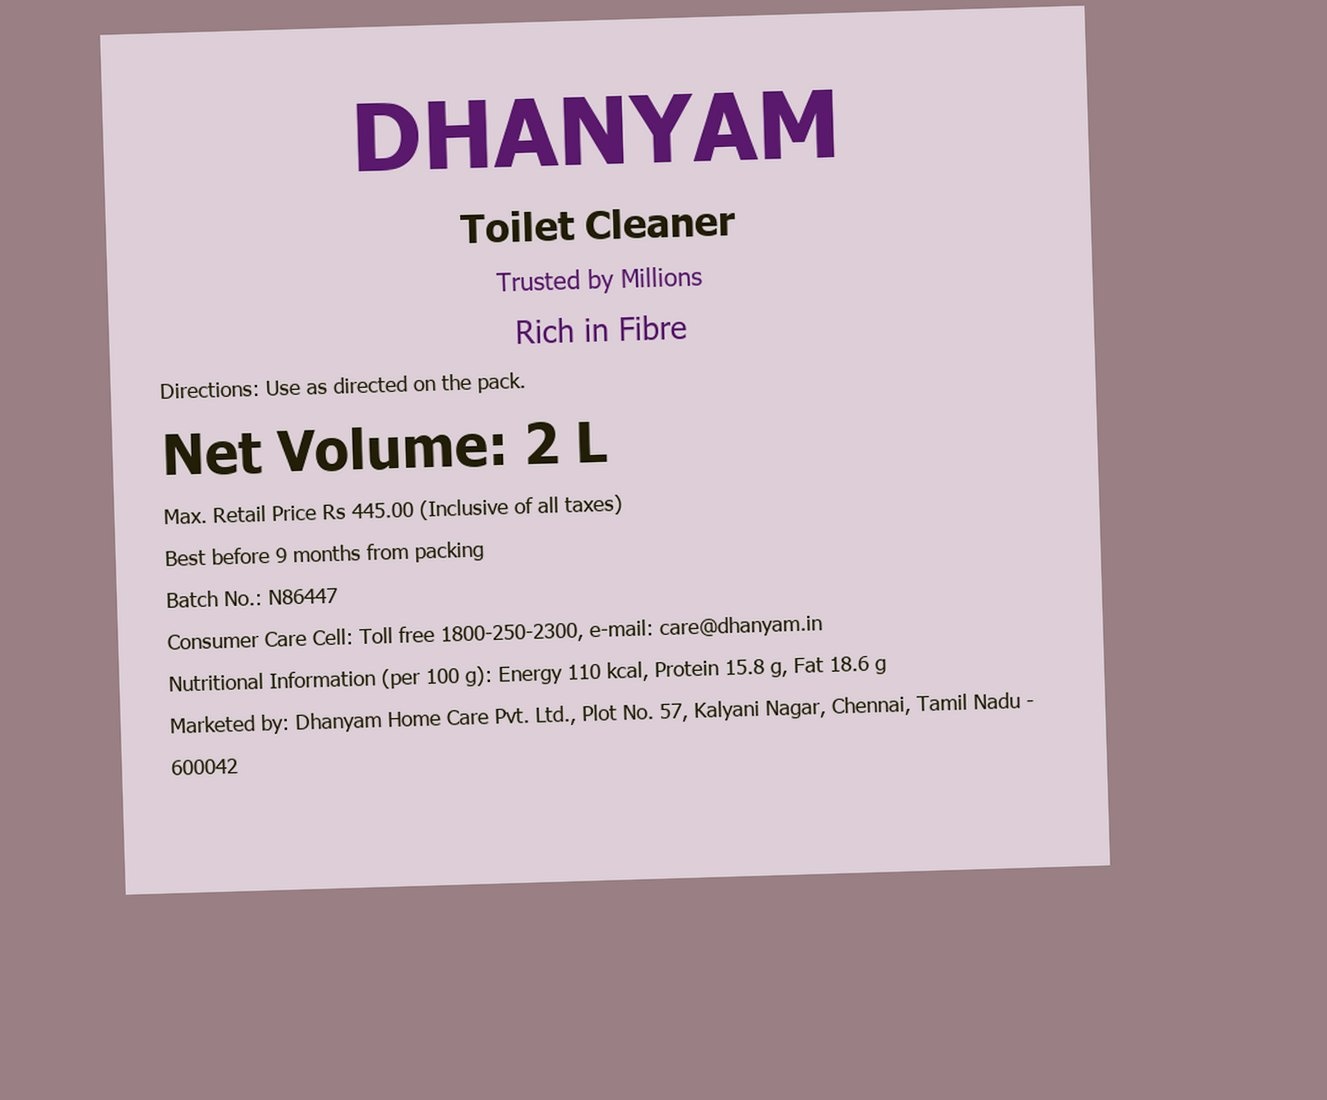 DHANYAM
Toilet Cleaner
Trusted by Millions
Rich in Fibre
Directions: Use as directed on the pack.
Net Volume: 2 L
Max. Retail Price Rs 445.00 (Inclusive of all taxes)
Best before 9 months from packing
Batch No.: N86447
Consumer Care Cell: Toll free 1800-250-2300, e-mail: care@dhanyam.in
Nutritional Information (per 100 g): Energy 110 kcal, Protein 15.8 g, Fat 18.6 g
Marketed by: Dhanyam Home Care Pvt. Ltd., Plot No. 57, Kalyani Nagar, Chennai, Tamil Nadu -
600042